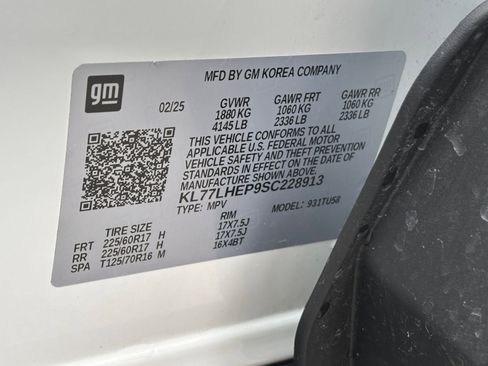 gm
MFD BY GM KOREA COMPANY
02/25 GVWR GAWR FRT GAWR RR
1880 KG 1060 KG 1060 KG
4145 LB 2336 LB 2336 LB
THIS VEHICLE CONFORMS TO ALL
APPLICABLE U.S. FEDERAL MOTOR
VEHICLE SAFETY AND THEFT PREVENTION
STANDARDS IN EFFECT ON THE DATE OF
MANUFACTURE SHOWN ABOVE.
KL77LHEP9SC228913
TYPE: MPV MODEL: 931TU58
TIRE SIZE RIM
FRT 225/60R17 H 17X7.5J
RR 225/60R17 H 17X7.5J
SPA T125/70R16 M 16X4BT